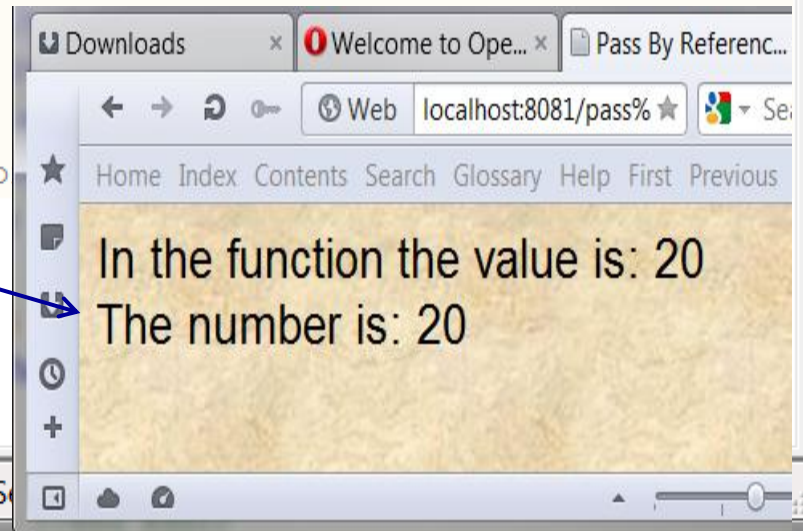 Downloads × Welcome to Ope... × Pass By Referenc...
Web localhost:8081/pass%
Home Index Contents Search Glossary Help First Previous
In the function the value is: 20
The number is: 20